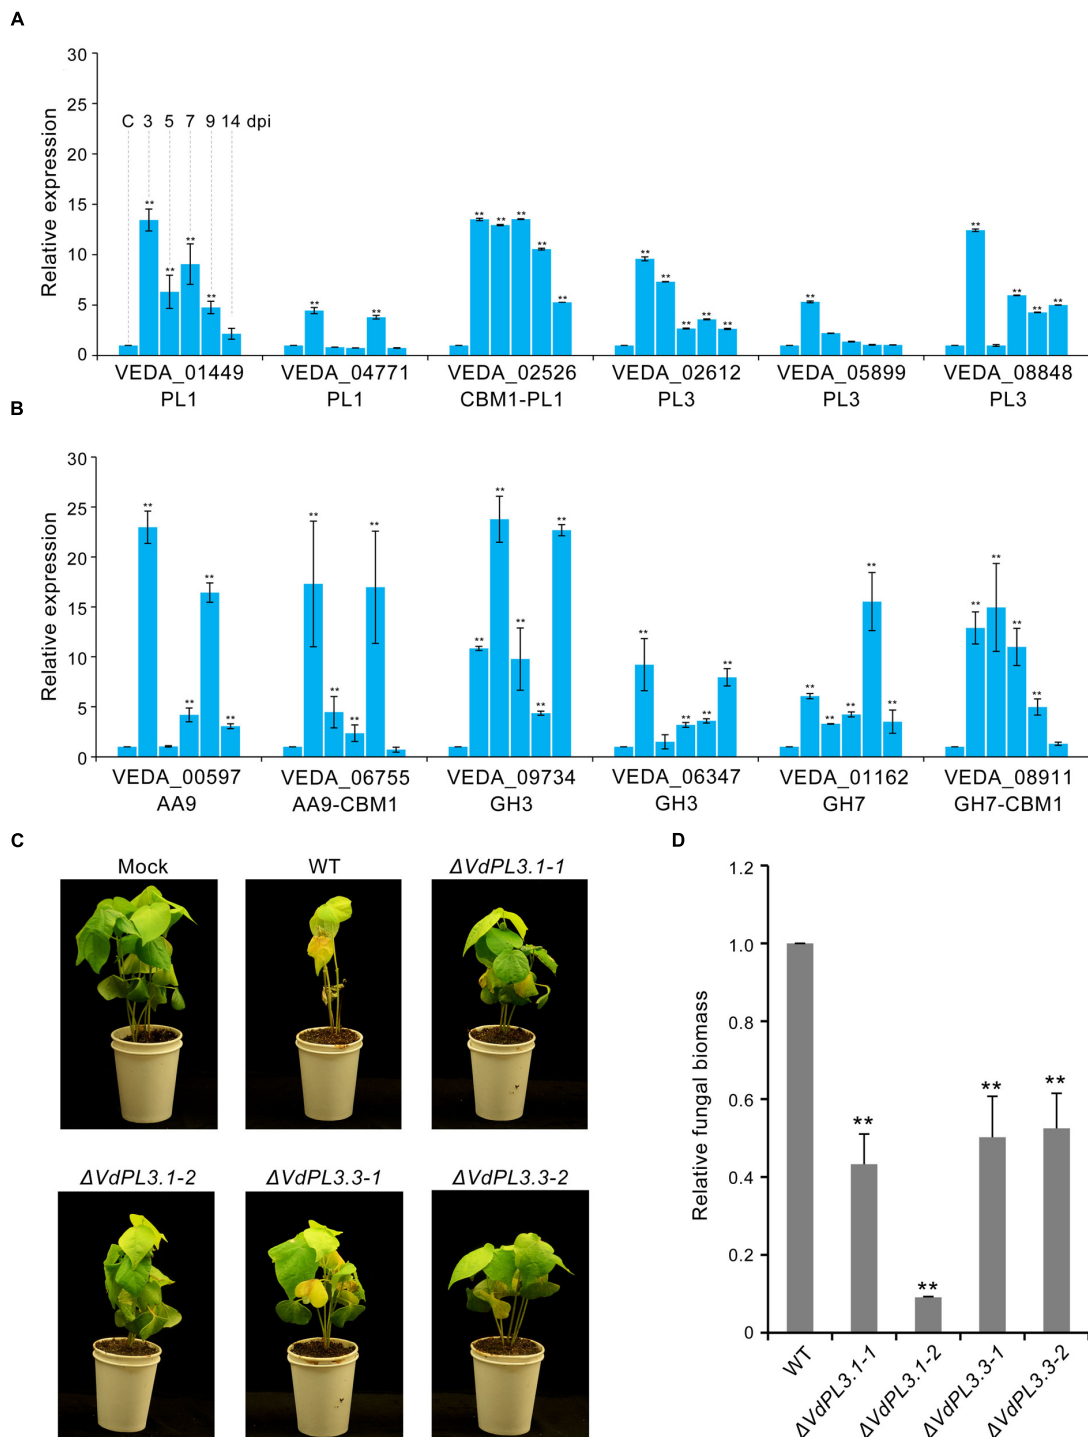 A
30
25
20
15
10
5
0
Relative expression
C 3 5 7 9 14 dpi
** ** ** **
** **
** ** ** ** **
** ** ** ** **
**
** ** ** **
VEDA_01449 VEDA_04771 VEDA_02526 VEDA_02612 VEDA_05899 VEDA_08848
PL1 PL1 CBM1-PL1 PL3 PL3 PL3
B
30
25
20
15
10
5
0
Relative expression
** ** ** **
** ** ** **
** ** ** ** **
** ** ** **
** ** ** ** **
** ** ** **
VEDA_00597 VEDA_06755 VEDA_09734 VEDA_06347 VEDA_01162 VEDA_08911
AA9 AA9-CBM1 GH3 GH3 GH7 GH7-CBM1
C
Mock WT ΔVdPL3.1-1
ΔVdPL3.1-2 ΔVdPL3.3-1 ΔVdPL3.3-2
D
1.2
1.0
0.8
0.6
0.4
0.2
0
Relative fungal biomass
** ** ** **
WT ΔVdPL3.1-1 ΔVdPL3.1-2 ΔVdPL3.3-1 ΔVdPL3.3-2